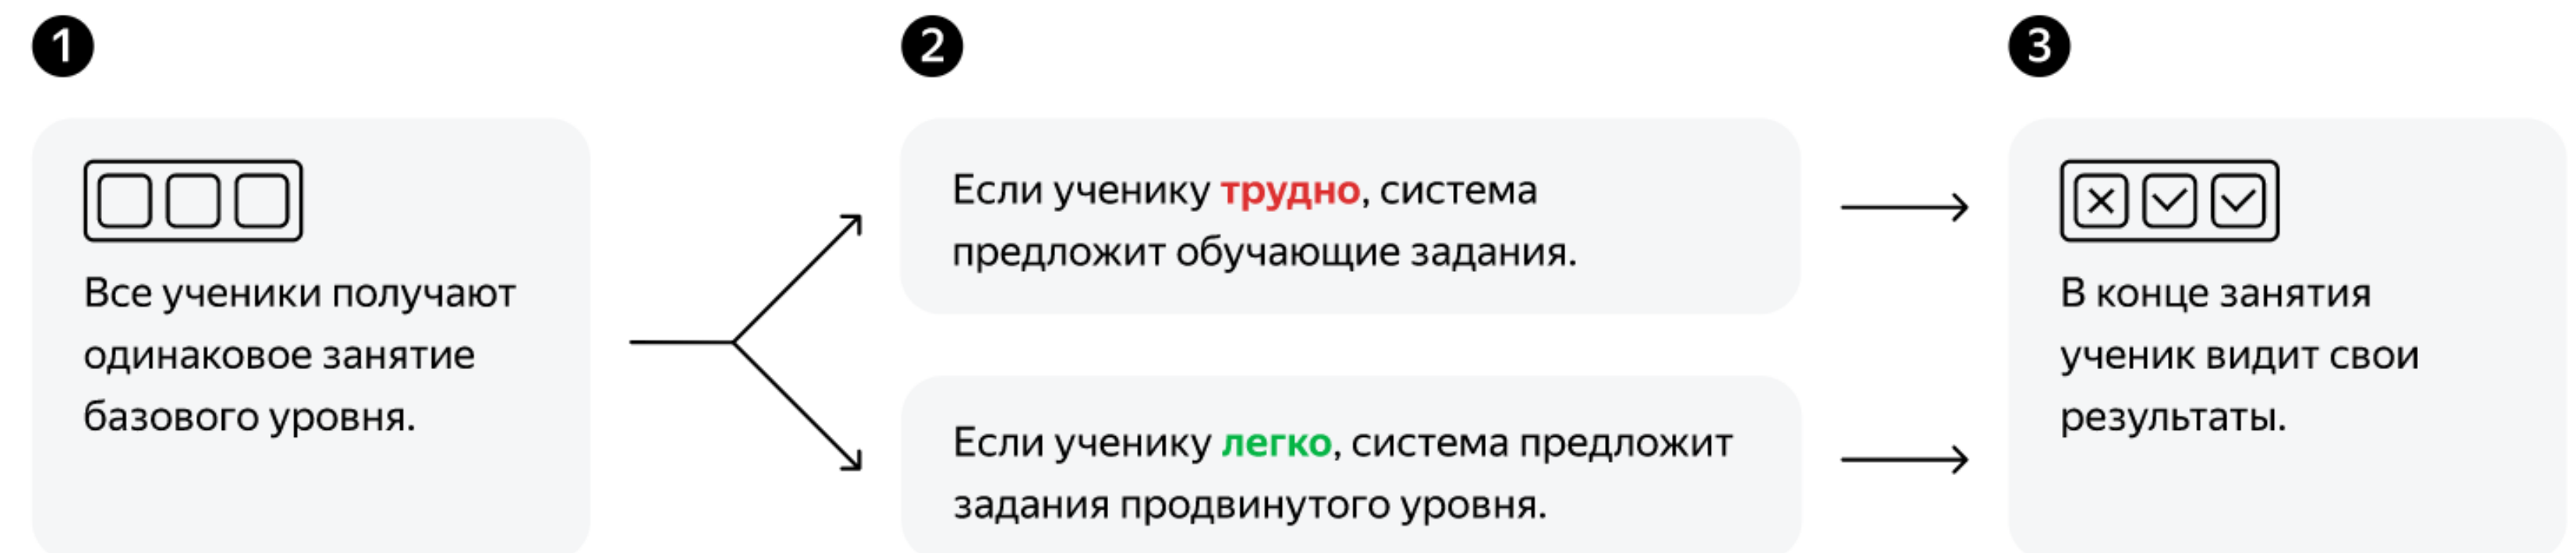 1
Все ученики получают
одинаковое занятие
базового уровня.
2
Если ученику трудно, система
предложит обучающие задания.
Если ученику легко, система предложит
задания продвинутого уровня.
3
В конце занятия
ученик видит свои
результаты.